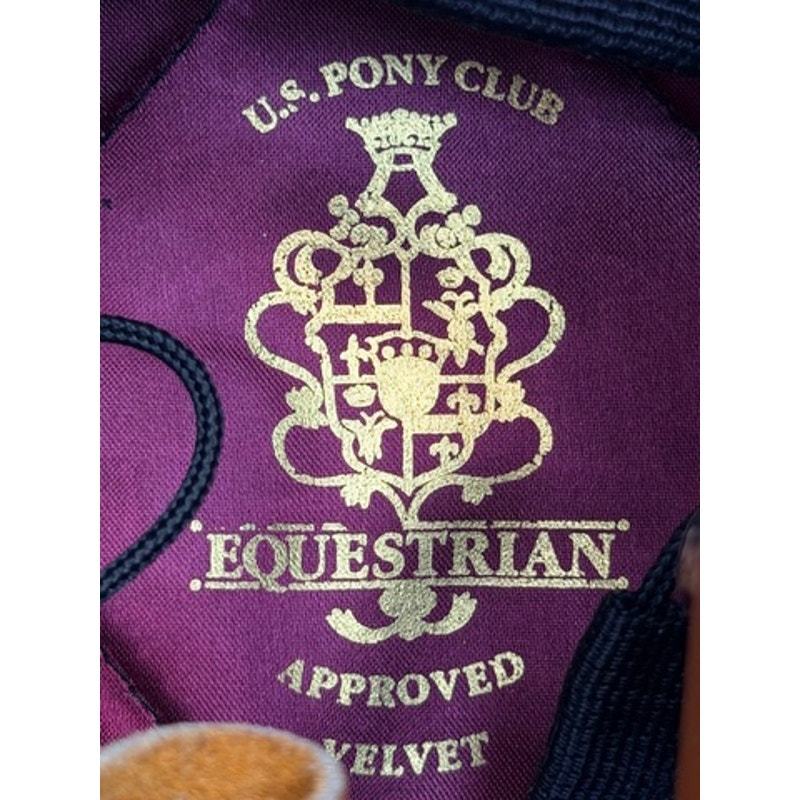 U.S. PONY CLUB
EQUESTRIAN
APPROVED
VELVET